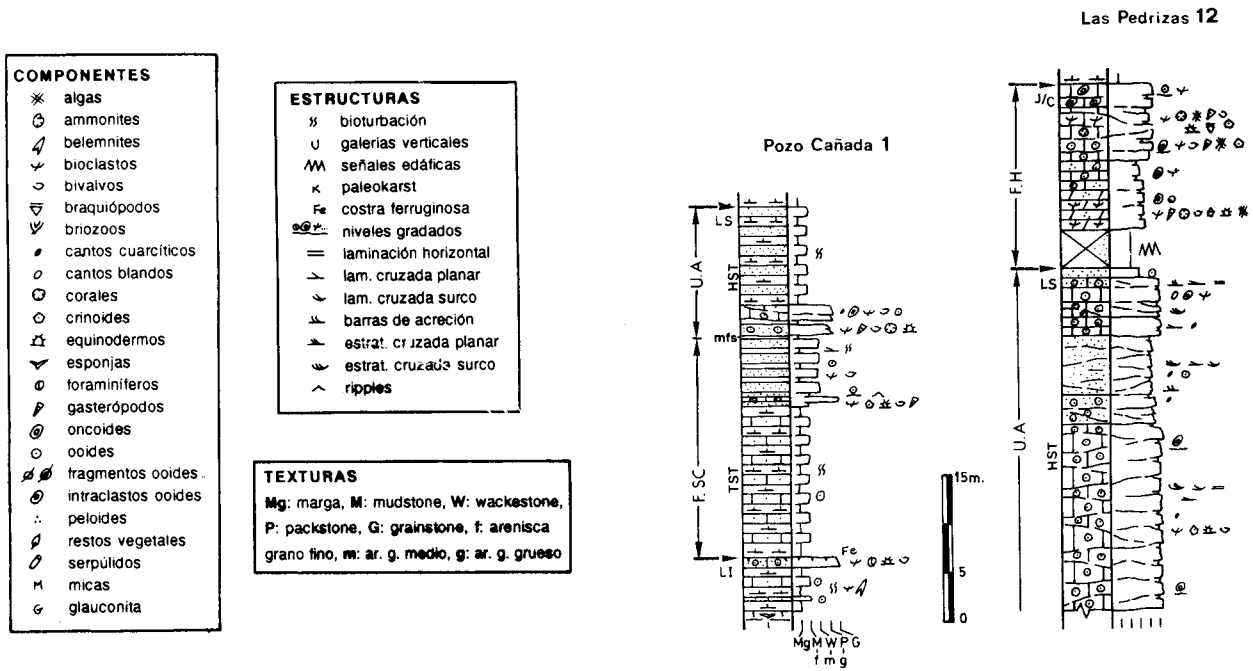 Las Pedrizas 12
COMPONENTES
algas
ammonites
belemnites
bioclastos
bivalvos
braquiópodos
briozoos
cantos cuarcíticos
cantos blandos
corales
crinoides
equinodermos
esponjas
foraminíferos
gasterópodos
oncoides
ooides
fragmentos ooides
intraclastos ooides
peloides
restos vegetales
serpúlidos
M micas
G glauconita
ESTRUCTURAS
bioturbación
U galerias verticales
señales edáficas
K paleokarst
Fe costra ferruginosa
niveles gradados
laminación horizontal
lam. cruzada planar
lam. cruzada surco
barras de acreción
estrat. cruzada planar
estrat. cruzada surco
ripples
TEXTURAS
Mg: marga, M: mudstone, W: wackestone,
P: packstone, G: grainstone, f: arenisca
grano fino, m: ar. g. medio, g: ar. g. grueso
Pozo Cañada 1
LS
U.A
HST
mfs
F.SC
TST
Fe
LI
Mg M W P G
f m g
15m.
5
0
J/C
F.H
LS
U.A
HST